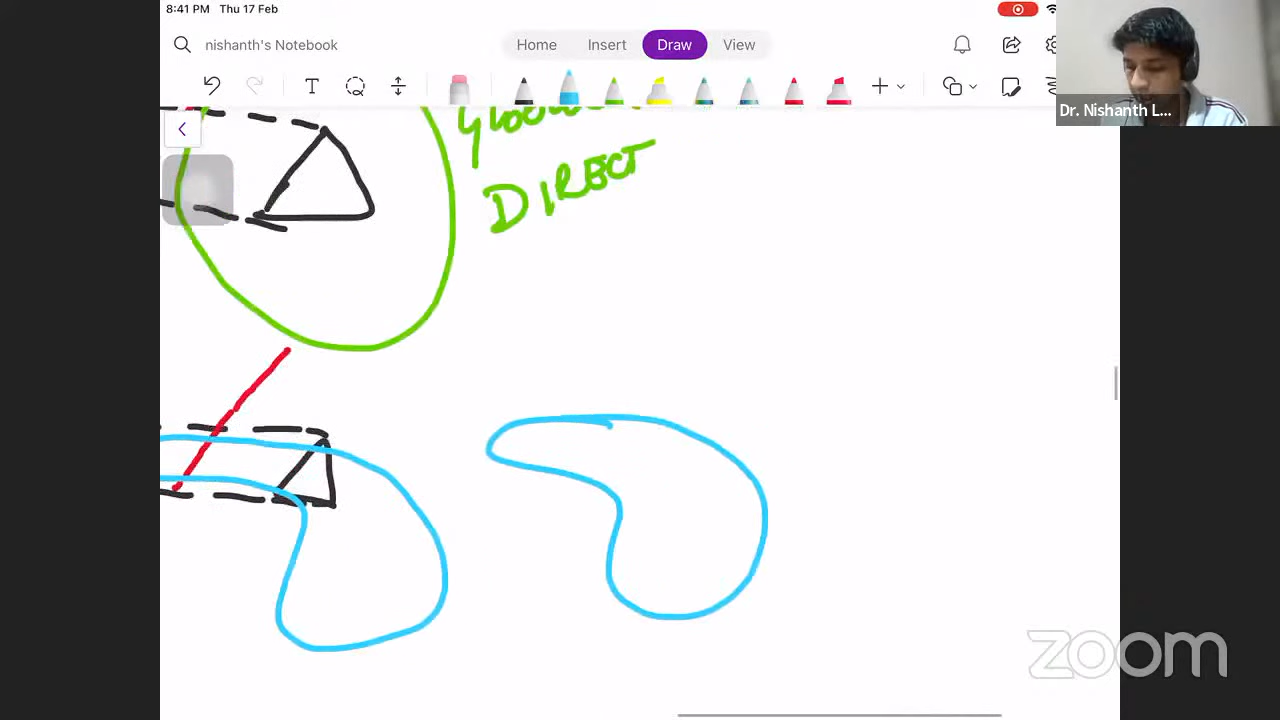 8:41 PM Thu 17 Feb
nishanth's Notebook
Home
Insert
Draw
View
T
Dr. Nishanth L...
DIRECT
zoom